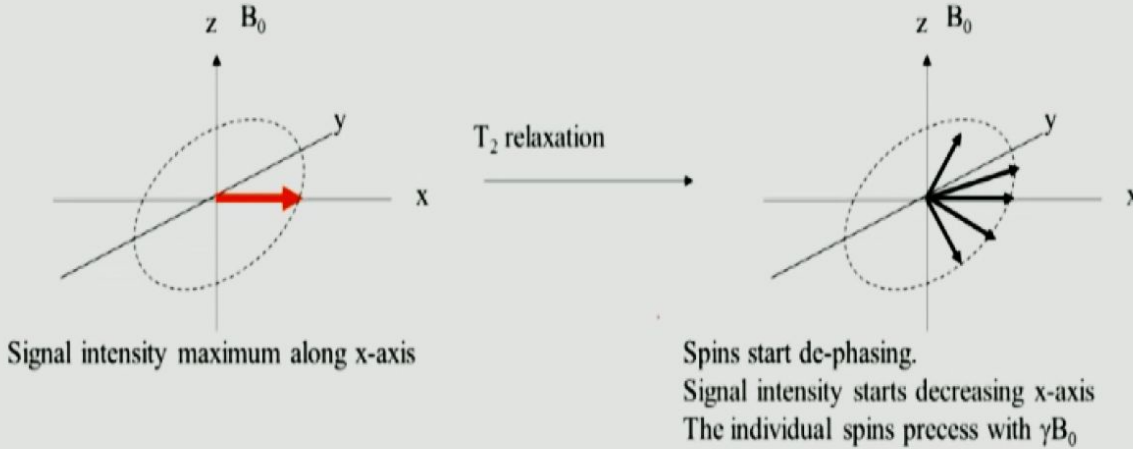 z B₀
y
x
T₂ relaxation
z B₀
y
x
Signal intensity maximum along x-axis
Spins start de-phasing.
Signal intensity starts decreasing x-axis
The individual spins precess with γB₀